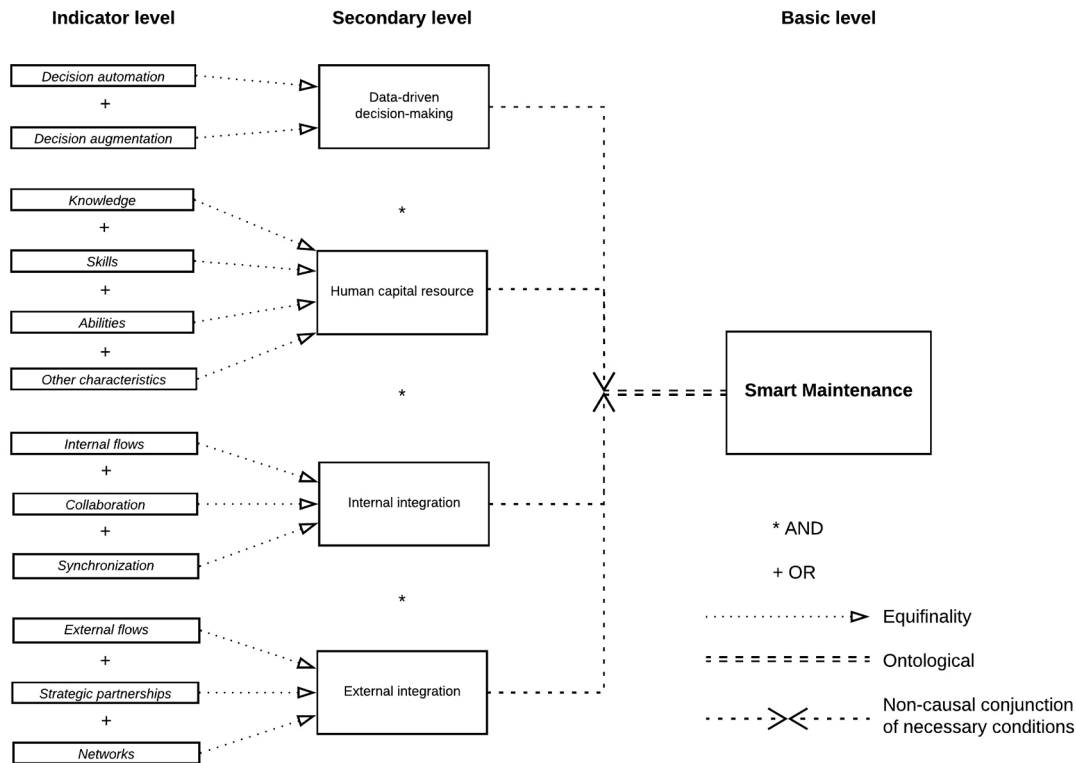 Indicator level
Secondary level
Basic level
Decision automation
+
Decision augmentation
Data-driven
decision-making
*
Knowledge
+
Skills
+
Abilities
+
Other characteristics
Human capital resource
*
Internal flows
+
Collaboration
+
Synchronization
Internal integration
*
External flows
+
Strategic partnerships
+
Networks
External integration
Smart Maintenance
* AND
+ OR
Equifinality
Ontological
Non-causal conjunction
of necessary conditions